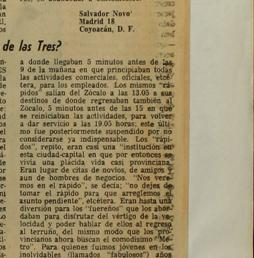 Salvador Novo
Madrid 18
Coyoacán, D. F.
de las Tres?
a donde llegaban 5 minutos antes de las
9 de la mañana en que principiaban todas
las actividades comerciales, oficiales, etcé-
tera, para los empleados. Los mismos "rá-
pidos" salían del Zócalo a las 13.05 a sus
destinos de donde regresaban también al
Zócalo, 5 minutos antes de las 15 en que
se reiniciaban las actividades, para volver
a dar servicio a las 19.05 horas; este últi-
mo fue posteriormente suspendido por no
considerarse ya indispensable. Los "rápi-
dos", repito, eran casi una "institución en
esta ciudad-capital en que por entonces se
vivía una plácida vida casi provinciana.
Eran lugar de citas de novios, de amigos y
aun de hombres de negocios. "Nos vere-
mos en el rápido", se decía; "no dejes de
tomar el rápido para que arreglemos el
asunto pendiente", etcétera. Eran hasta una
diversión para los "fuereños" que los abor-
daban para disfrutar del vértigo de la ve-
locidad y poder hablar de ellos al regreso
al terruño, del mismo modo que los pro-
vincianos ahora buscan el comodísimo "Me-
tro". Para quienes fuimos jóvenes en los
inolvidables (llamados "fabulosos") años